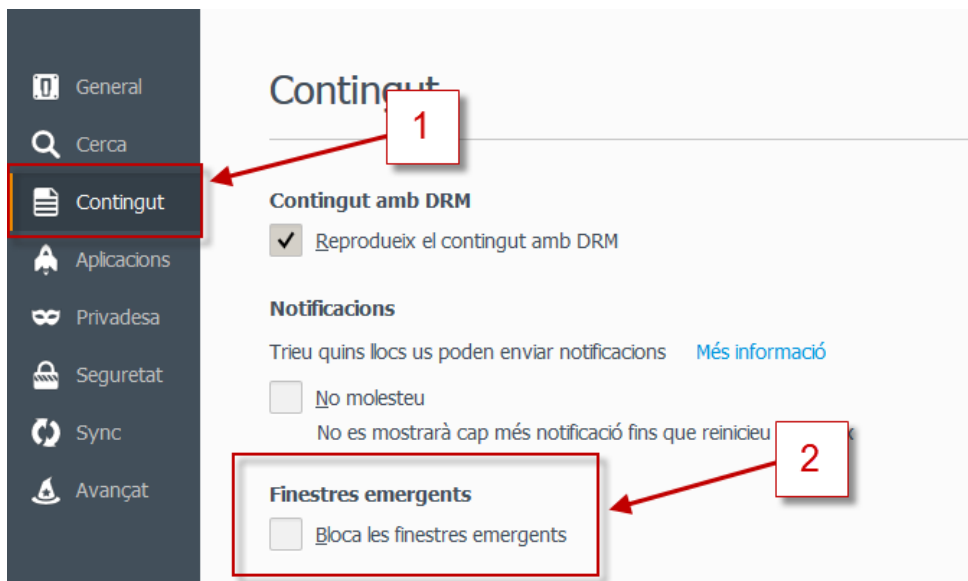 General
Cerca
Contingut
Aplicacions
Privadesa
Seguretat
Sync
Avançat
Contingut
1
Contingut amb DRM
Reprodueix el contingut amb DRM
Notificacions
Trieu quins llocs us poden enviar notificacions Més informació
No molesteu
No es mostrarà cap més notificació fins que reinicieu
2
Finestres emergents
Bloca les finestres emergents